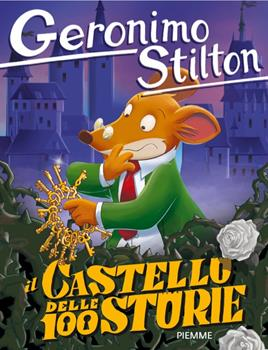 Geronimo
Stilton
il CASTELLO
DELLE
100 STORIE
PIEMME